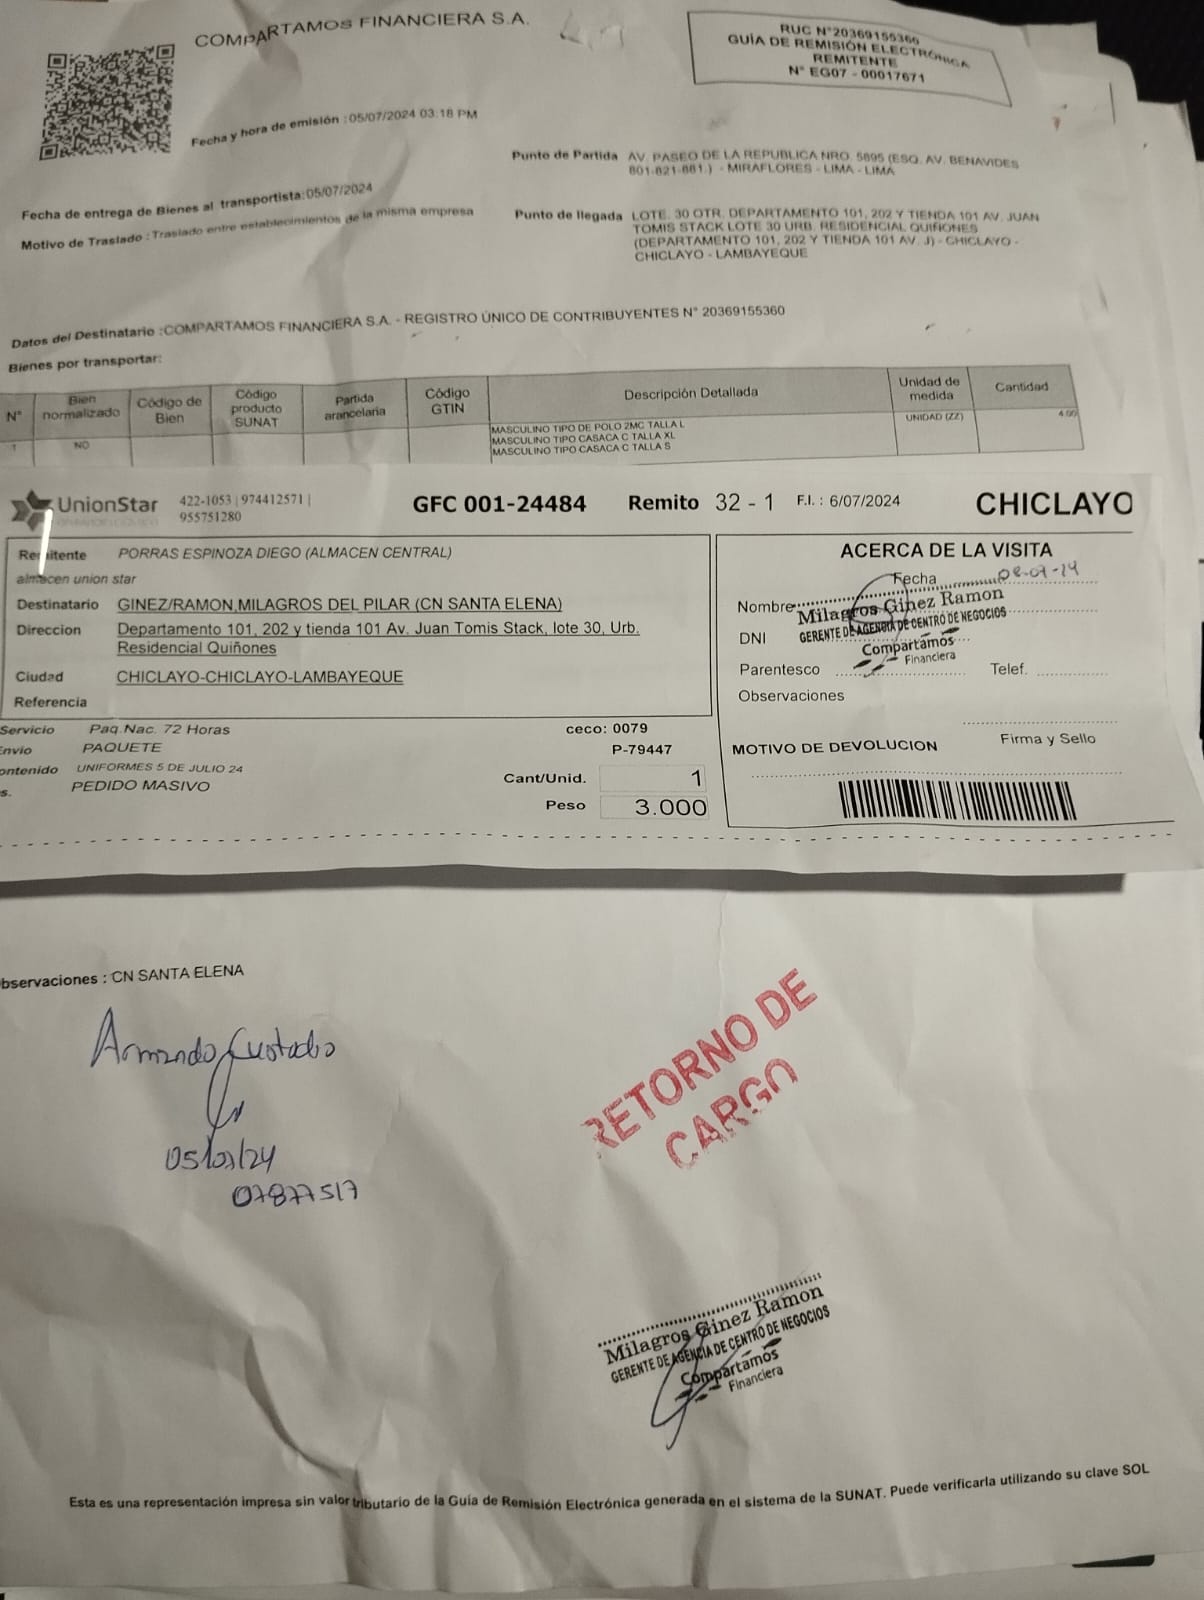 COMPARTAMOS FINANCIERA S.A.
RUC N°20369155360
GUÍA DE REMISIÓN ELECTRÓNICA
REMITENTE
N° EG07 - 00017671
Fecha y hora de emisión : 05/07/2024 03:18 PM
Punto de Partida AV. PASEO DE LA REPUBLICA NRO. 5895 (ESQ. AV. BENAVIDES
801-821-881.) - MIRAFLORES - LIMA - LIMA
Fecha de entrega de Bienes al transportista:05/07/2024
Motivo de Traslado : Traslado entre establecimientos de la misma empresa
Punto de llegada LOTE. 30 OTR. DEPARTAMENTO 101, 202 Y TIENDA 101 AV. JUAN
TOMIS STACK LOTE 30 URB. RESIDENCIAL QUIÑONES
(DEPARTAMENTO 101, 202 Y TIENDA 101 AV. J) - CHICLAYO -
CHICLAYO - LAMBAYEQUE
Datos del Destinatario :COMPARTAMOS FINANCIERA S.A. - REGISTRO ÚNICO DE CONTRIBUYENTES N° 20369155360
Bienes por transportar:
N° Bien normalizado Código de Bien Código producto SUNAT Partida arancelaria Código GTIN Descripción Detallada Unidad de medida Cantidad
1 NO MASCULINO TIPO DE POLO 2MC TALLA L UNIDAD (ZZ) 4.00
MASCULINO TIPO CASACA C TALLA XL
MASCULINO TIPO CASACA C TALLA S
UnionStar 422-1053 | 974412571 |
955751280
GFC 001-24484 Remito 32 - 1 F.I. : 6/07/2024 CHICLAYO
Remitente PORRAS ESPINOZA DIEGO (ALMACEN CENTRAL)
almacen union star
Destinatario GINEZ/RAMON,MILAGROS DEL PILAR (CN SANTA ELENA)
Direccion Departamento 101, 202 y tienda 101 Av. Juan Tomis Stack, lote 30, Urb.
Residencial Quiñones
Ciudad CHICLAYO-CHICLAYO-LAMBAYEQUE
Referencia
Servicio Paq.Nac. 72 Horas ceco: 0079
Envio PAQUETE P-79447
ontenido UNIFORMES 5 DE JULIO 24
s. PEDIDO MASIVO
Cant/Unid. 1
Peso 3.000
ACERCA DE LA VISITA
Fecha 08-07-24
Nombre
Milagros Ginez Ramon
DNI
GERENTE DE AGENCIA DE CENTRO DE NEGOCIOS
Compartamos
Financiera
Parentesco Telef.
Observaciones
Firma y Sello
MOTIVO DE DEVOLUCION
bservaciones : CN SANTA ELENA
Armando Custodio
05/07/24
07877517
RETORNO DE
CARGO
Milagros Ginez Ramon
GERENTE DE AGENCIA DE CENTRO DE NEGOCIOS
Compartamos
Financiera
Esta es una representación impresa sin valor tributario de la Guía de Remisión Electrónica generada en el sistema de la SUNAT. Puede verificarla utilizando su clave SOL